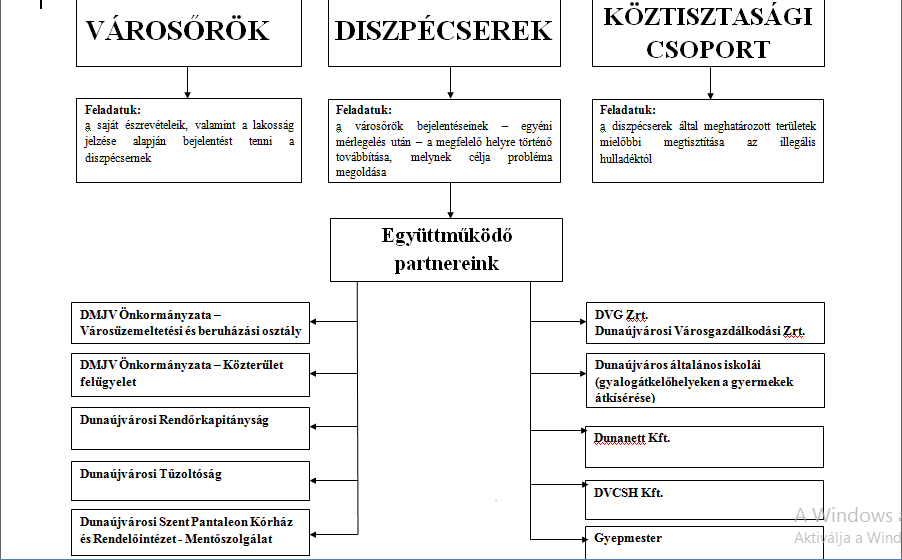 VÁROSŐRÖK
DISZPÉCSEREK
KÖZTISZTASÁGI
CSOPORT
Feladatuk:
a saját észrevételeik, valamint a lakosság
jelzése alapján bejelentést tenni a
diszpécsernek
Feladatuk:
a városőrök bejelentéseinek – egyéni
mérlegelés után – a megfelelő helyre történő
továbbítása, melynek célja probléma
megoldása
Feladatuk:
a diszpécserek által meghatározott területek
mielőbbi megtisztítása az illegális
hulladéktól
Együttműködő
partnereink
DMJV Önkormányzata –
Városüzemeltetési és beruházási osztály
DMJV Önkormányzata – Közterület
felügyelet
Dunaújvárosi Rendőrkapitányság
Dunaújvárosi Tűzoltóság
Dunaújvárosi Szent Pantaleon Kórház
és Rendelőintézet - Mentőszolgálat
DVG Zrt.
Dunaújvárosi Városgazdálkodási Zrt.
Dunaújváros általános iskolái
(gyalogátkelőhelyeken a gyermekek
átkísérése)
Dunanett Kft.
DVCSH Kft.
Gyepmester
A Windows a
Aktiválja a Wind